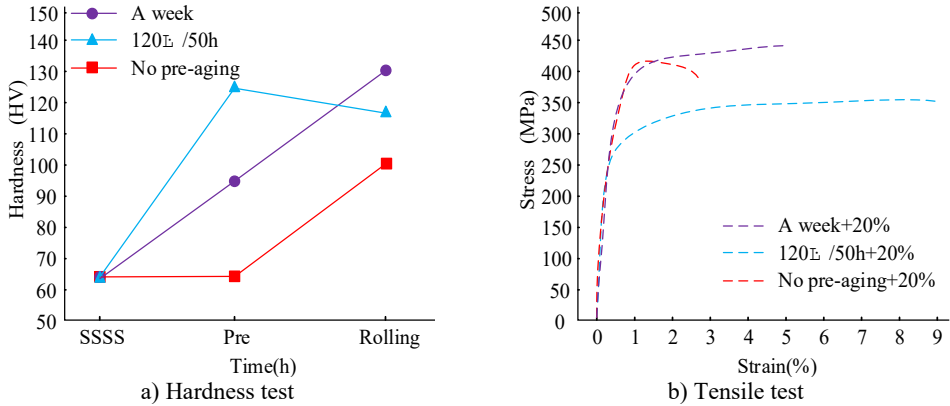 Hardness (HV)
150
140
130
120
110
100
90
80
70
60
50
A week
120 /50h
No pre-aging
SSSS
Pre
Rolling
Time(h)
a) Hardness test
Stress (MPa)
500
450
400
350
300
250
200
150
100
50
0
A week+20%
120 /50h+20%
No pre-aging+20%
0 1 2 3 4 5 6 7 8 9
Strain(%)
b) Tensile test